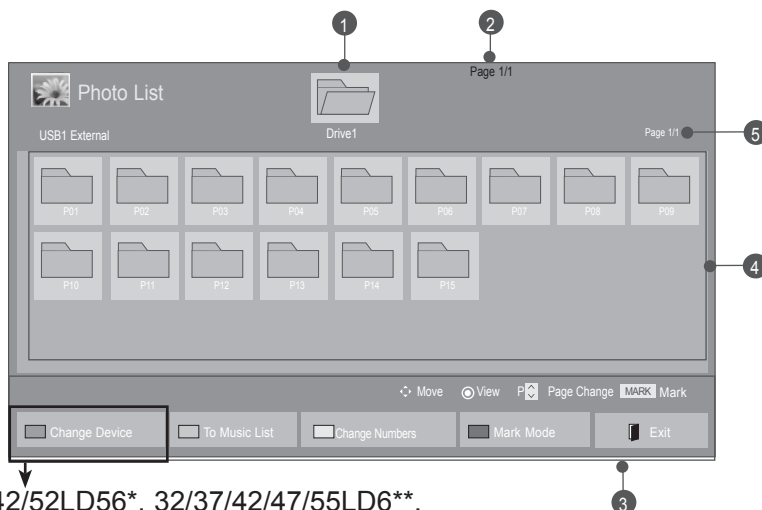 1
2
Page 1/1
Photo List
USB1 External
Drive1
Page 1/1
5
P01
P02
P03
P04
P05
P06
P07
P08
P09
4
P10
P11
P12
P13
P14
P15
Move
View
P
Page Change
MARK
Mark
Change Device
To Music List
Change Numbers
Mark Mode
Exit
3
42/52LD56*, 32/37/42/47/55LD6**,